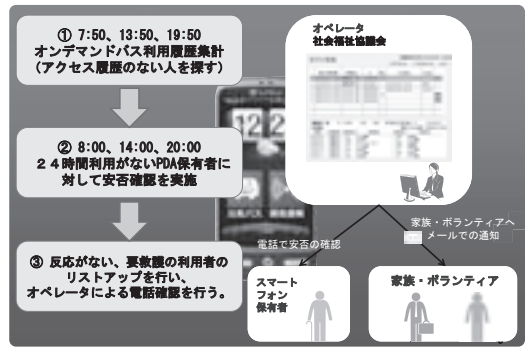 ① 7:50、13:50、19:50
オンデマンドバス利用履歴集計
（アクセス履歴のない人を探す）
② 8:00、14:00、20:00
２４時間利用がないPDA保有者に
対して安否確認を実施
③ 反応がない、要救護の利用者の
リストアップを行い、
オペレータによる電話確認を行う。
オペレータ
社会福祉協議会
電話で安否の確認
家族・ボランティアへ
メールでの通知
スマート
フォン
保有者
家族・ボランティア